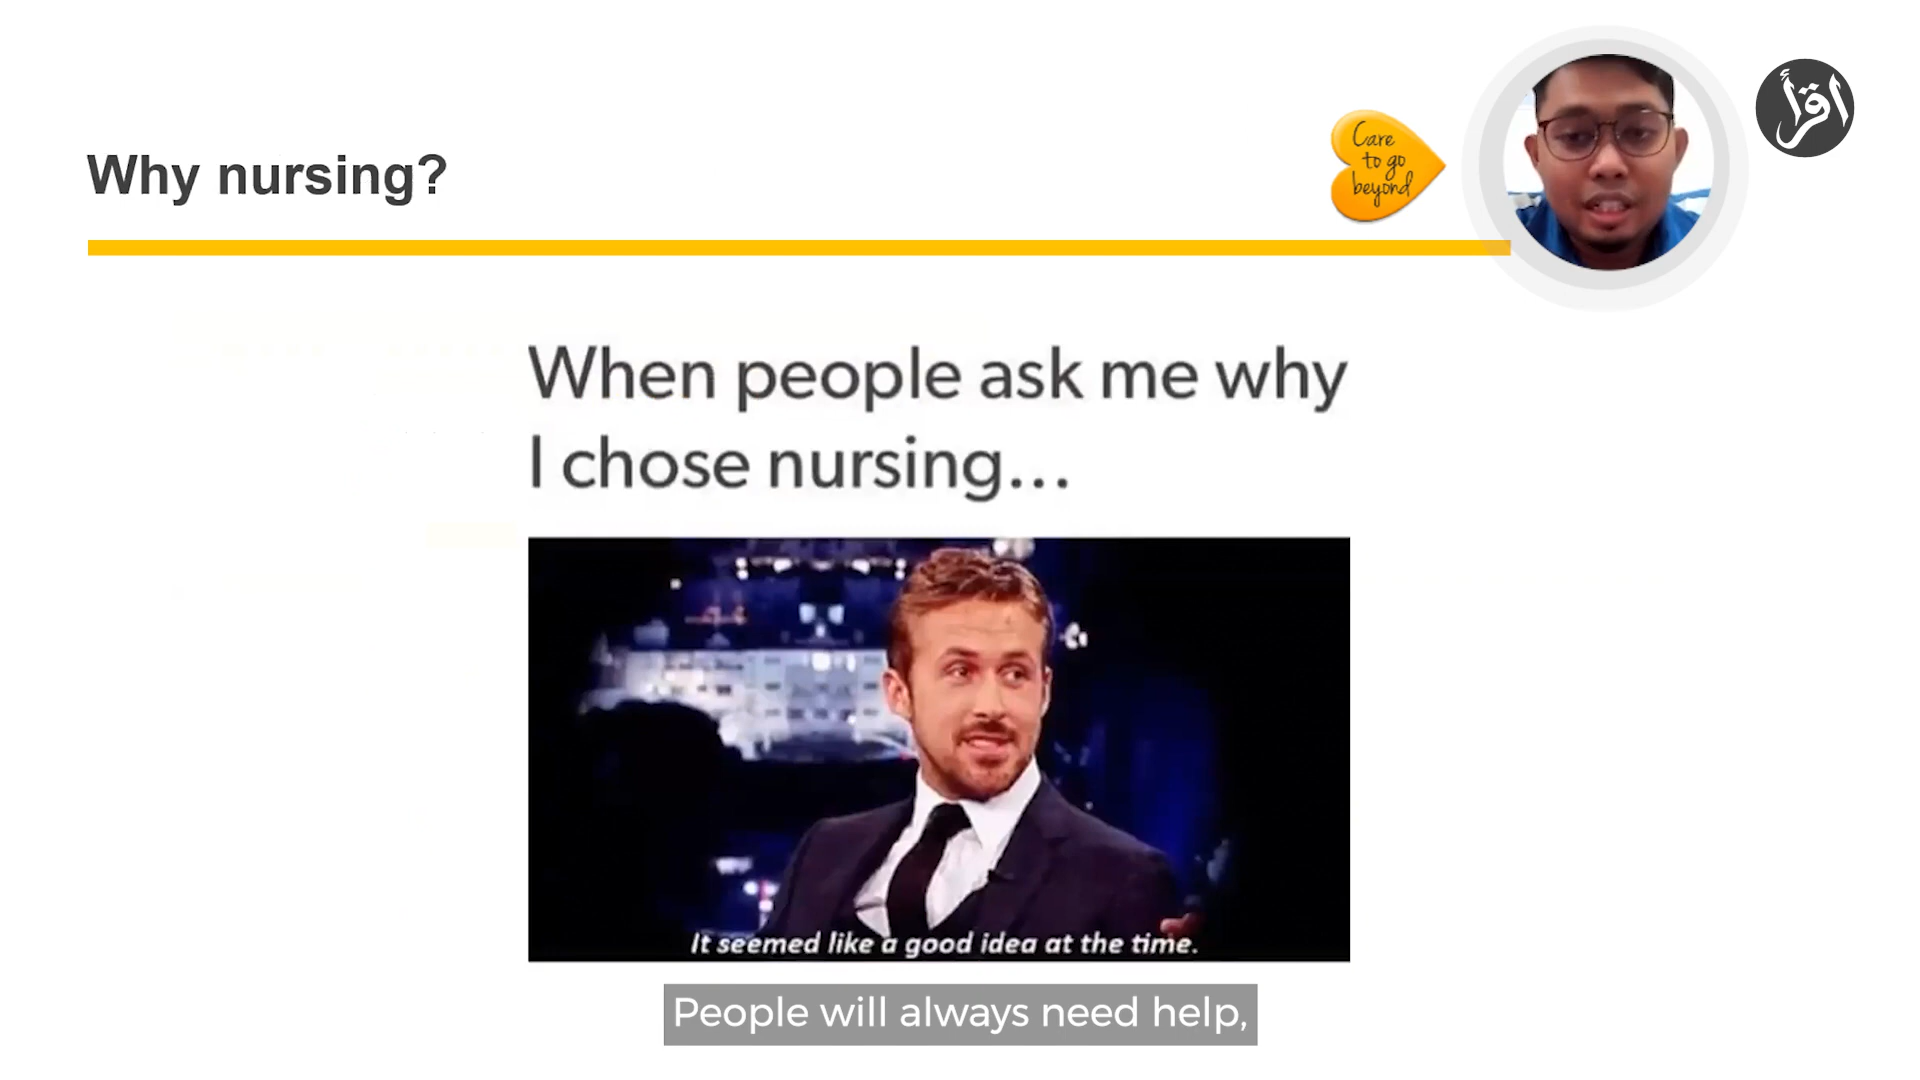 Why nursing?
Care
to go
beyond
اقرأ
When people ask me why
I chose nursing...
It seemed like a good idea at the time.
People will always need help,